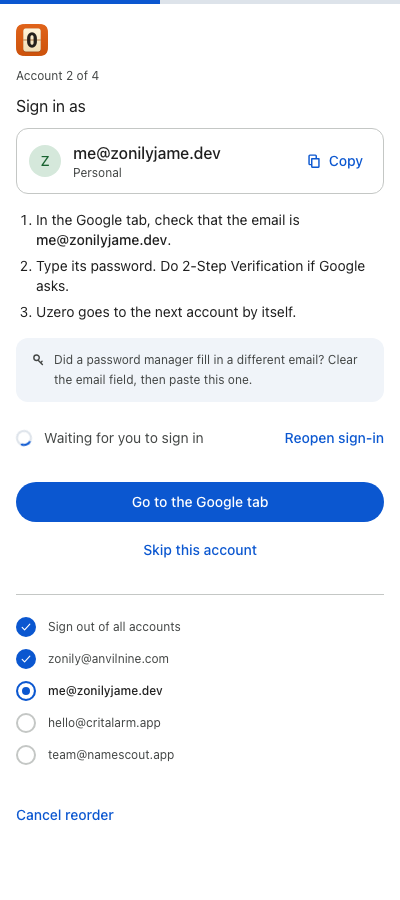 0
Account 2 of 4
Sign in as
Z
me@zonilyjame.dev
Personal
Copy
1. In the Google tab, check that the email is
me@zonilyjame.dev.
2. Type its password. Do 2-Step Verification if Google
asks.
3. Uzero goes to the next account by itself.
Did a password manager fill in a different email? Clear
the email field, then paste this one.
Waiting for you to sign in
Reopen sign-in
Go to the Google tab
Skip this account
Sign out of all accounts
zonily@anvilnine.com
me@zonilyjame.dev
hello@critalarm.app
team@namescout.app
Cancel reorder